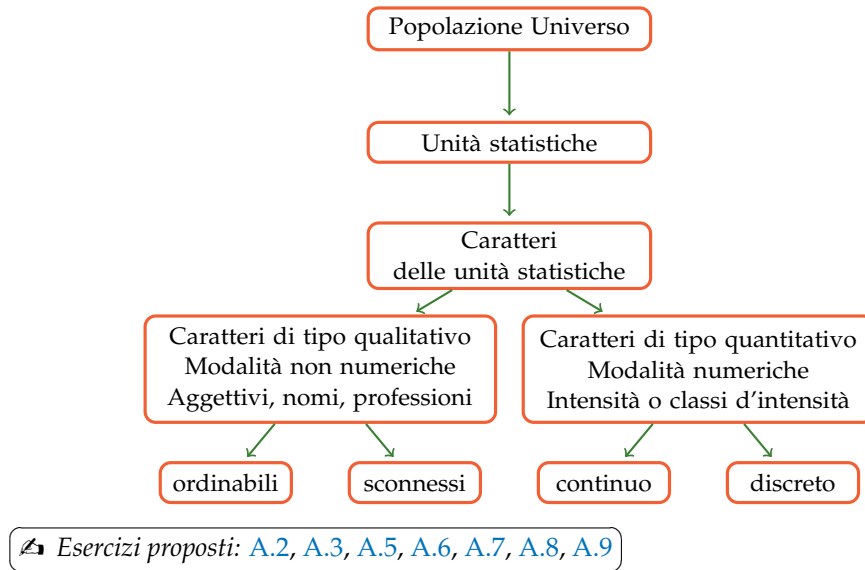 Popolazione Universo
Unità statistiche
Caratteri
delle unità statistiche
Caratteri di tipo qualitativo
Modalità non numeriche
Aggettivi, nomi, professioni
Caratteri di tipo quantitativo
Modalità numeriche
Intensità o classi d'intensità
ordinabili
sconnessi
continuo
discreto
✍ Esercizi proposti: A.2, A.3, A.5, A.6, A.7, A.8, A.9